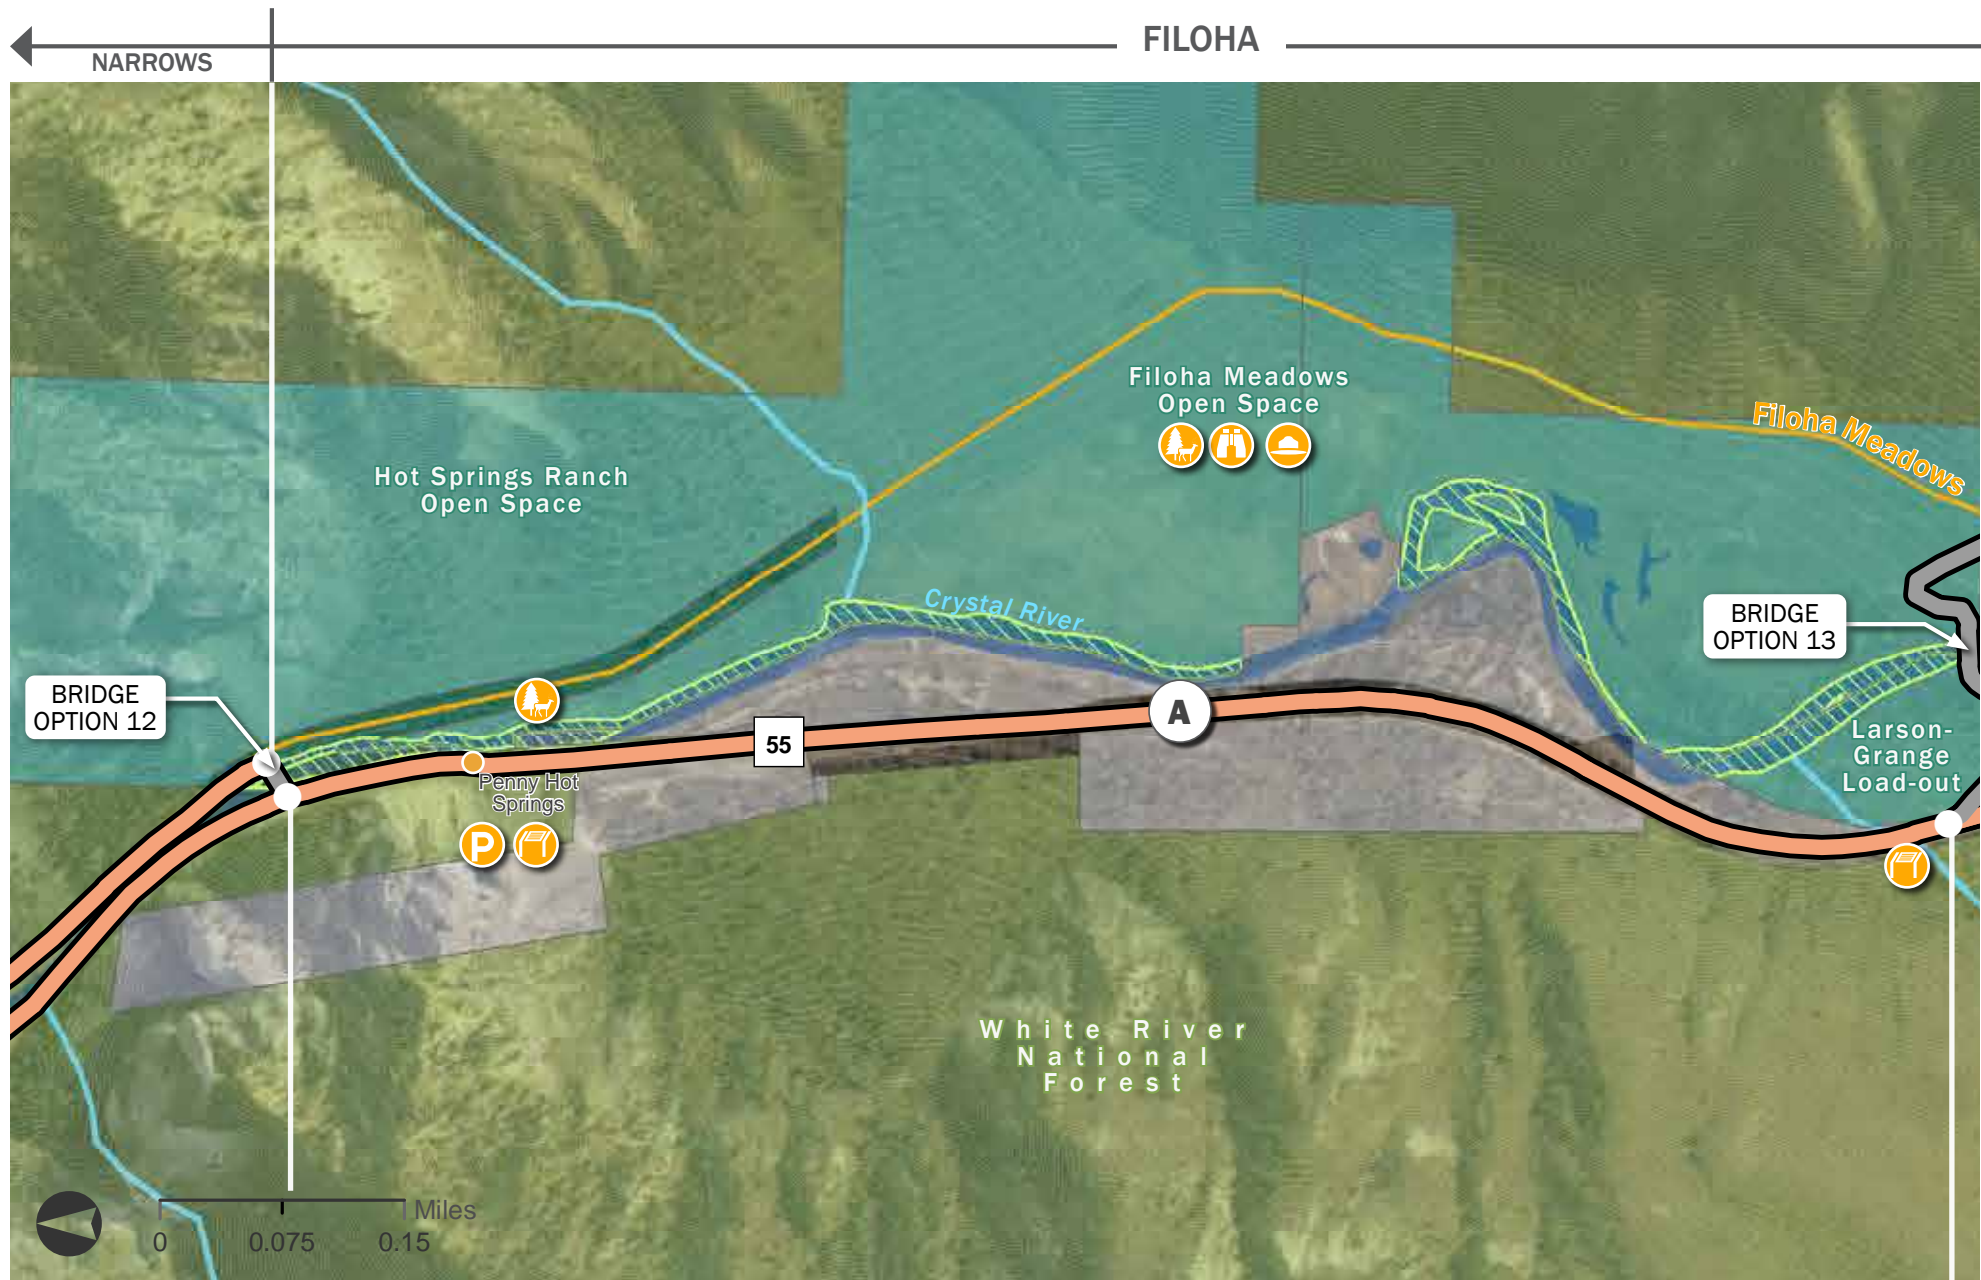 FILOHA
NARROWS
Filoha Meadows
Open Space
Filoha Meadows
Hot Springs Ranch
Open Space
Crystal River
BRIDGE
OPTION 13
BRIDGE
OPTION 12
A
55
Larson-
Grange
Load-out
Penny Hot
Springs
P
White River
National
Forest
Miles
0
0.075
0.15